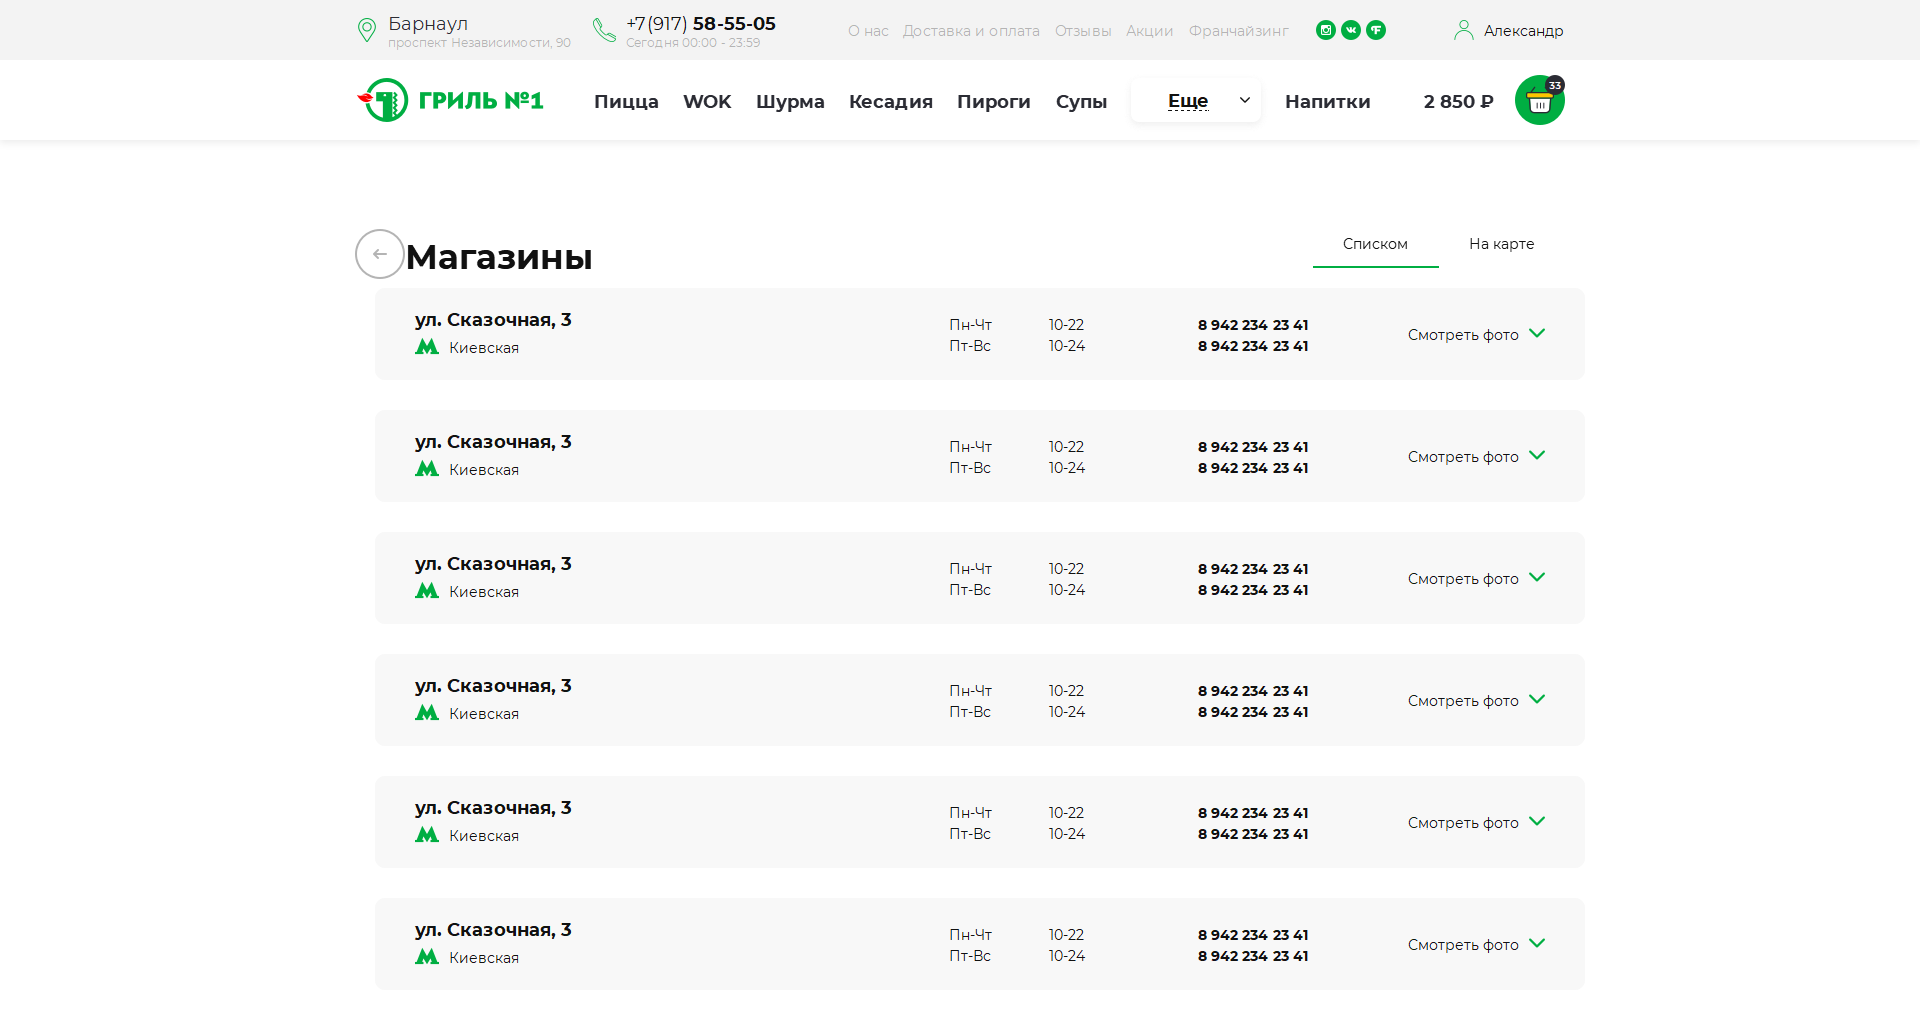 Барнаул
проспект Независимости, 90
+7(917) 58-55-05
Сегодня 00:00 - 23:59
О нас Доставка и оплата Отзывы Акции Франчайзинг
Александр
ГРИЛЬ №1
Пицца WOK Шурма Кесадия Пироги Супы Еще Напитки
2 850 ₽
33
Магазины
Списком На карте
ул. Сказочная, 3
Киевская
Пн-Чт 10-22
Пт-Вс 10-24
8 942 234 23 41
8 942 234 23 41
Смотреть фото
ул. Сказочная, 3
Киевская
Пн-Чт 10-22
Пт-Вс 10-24
8 942 234 23 41
8 942 234 23 41
Смотреть фото
ул. Сказочная, 3
Киевская
Пн-Чт 10-22
Пт-Вс 10-24
8 942 234 23 41
8 942 234 23 41
Смотреть фото
ул. Сказочная, 3
Киевская
Пн-Чт 10-22
Пт-Вс 10-24
8 942 234 23 41
8 942 234 23 41
Смотреть фото
ул. Сказочная, 3
Киевская
Пн-Чт 10-22
Пт-Вс 10-24
8 942 234 23 41
8 942 234 23 41
Смотреть фото
ул. Сказочная, 3
Киевская
Пн-Чт 10-22
Пт-Вс 10-24
8 942 234 23 41
8 942 234 23 41
Смотреть фото